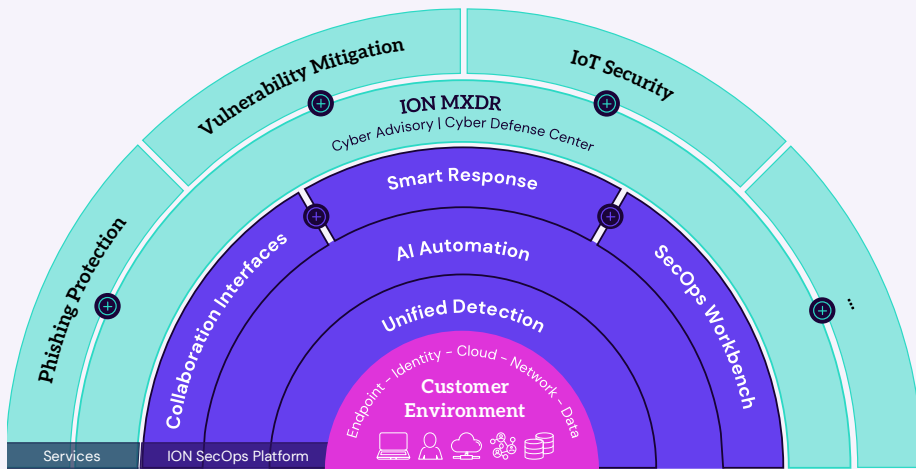 Vulnerability Mitigation
IoT Security
Phishing Protection
...
ION MXDR
Cyber Advisory | Cyber Defense Center
Smart Response
Collaboration Interfaces
SecOps Workbench
AI Automation
Unified Detection
Endpoint - Identity - Cloud - Network - Data
Customer
Environment
Services
ION SecOps Platform